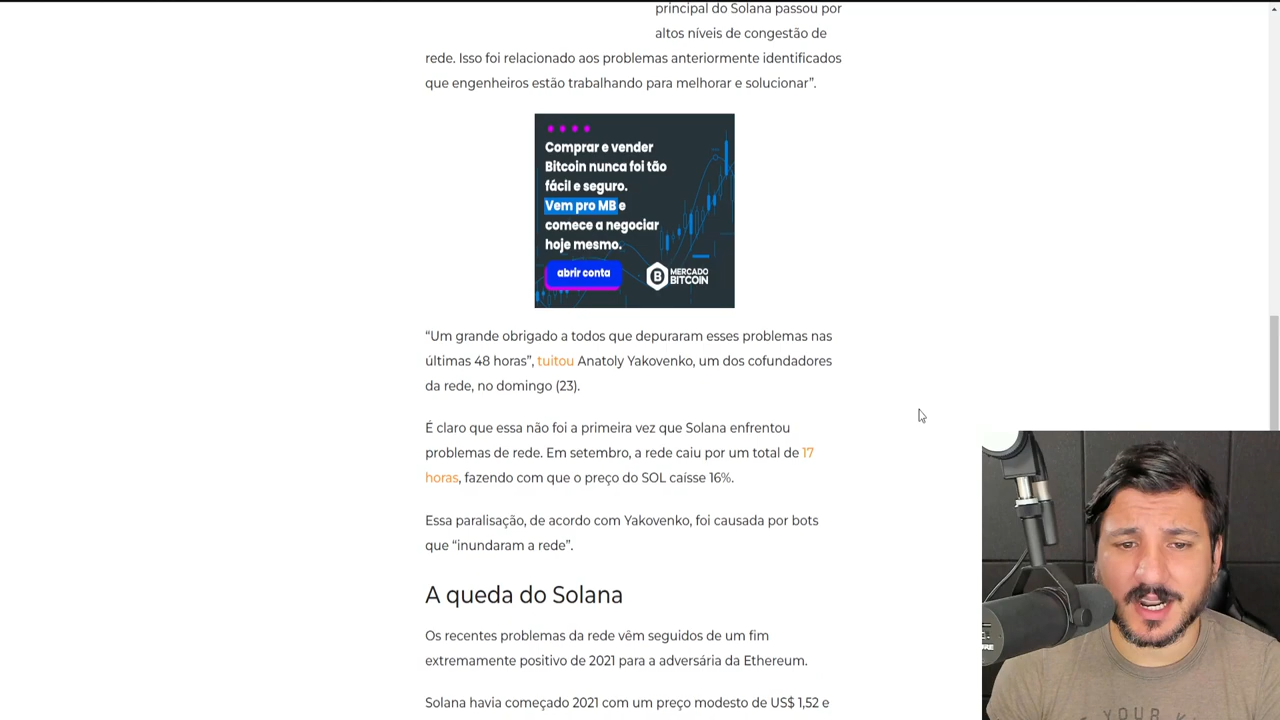 principal do Solana passou por
altos níveis de congestão de
rede. Isso foi relacionado aos problemas anteriormente identificados
que engenheiros estão trabalhando para melhorar e solucionar”.
Comprar e vender
Bitcoin nunca foi tão
fácil e seguro.
Vem pro MB e
comece a negociar
hoje mesmo.
abrir conta
MERCADO
BITCOIN
“Um grande obrigado a todos que depuraram esses problemas nas
últimas 48 horas”, tuitou Anatoly Yakovenko, um dos cofundadores
da rede, no domingo (23).
É claro que essa não foi a primeira vez que Solana enfrentou
problemas de rede. Em setembro, a rede caiu por um total de 17
horas, fazendo com que o preço do SOL caísse 16%.
Essa paralisação, de acordo com Yakovenko, foi causada por bots
que “inundaram a rede”.
A queda do Solana
Os recentes problemas da rede vêm seguidos de um fim
extremamente positivo de 2021 para a adversária da Ethereum.
Solana havia começado 2021 com um preço modesto de US$ 1,52 e
YOUR